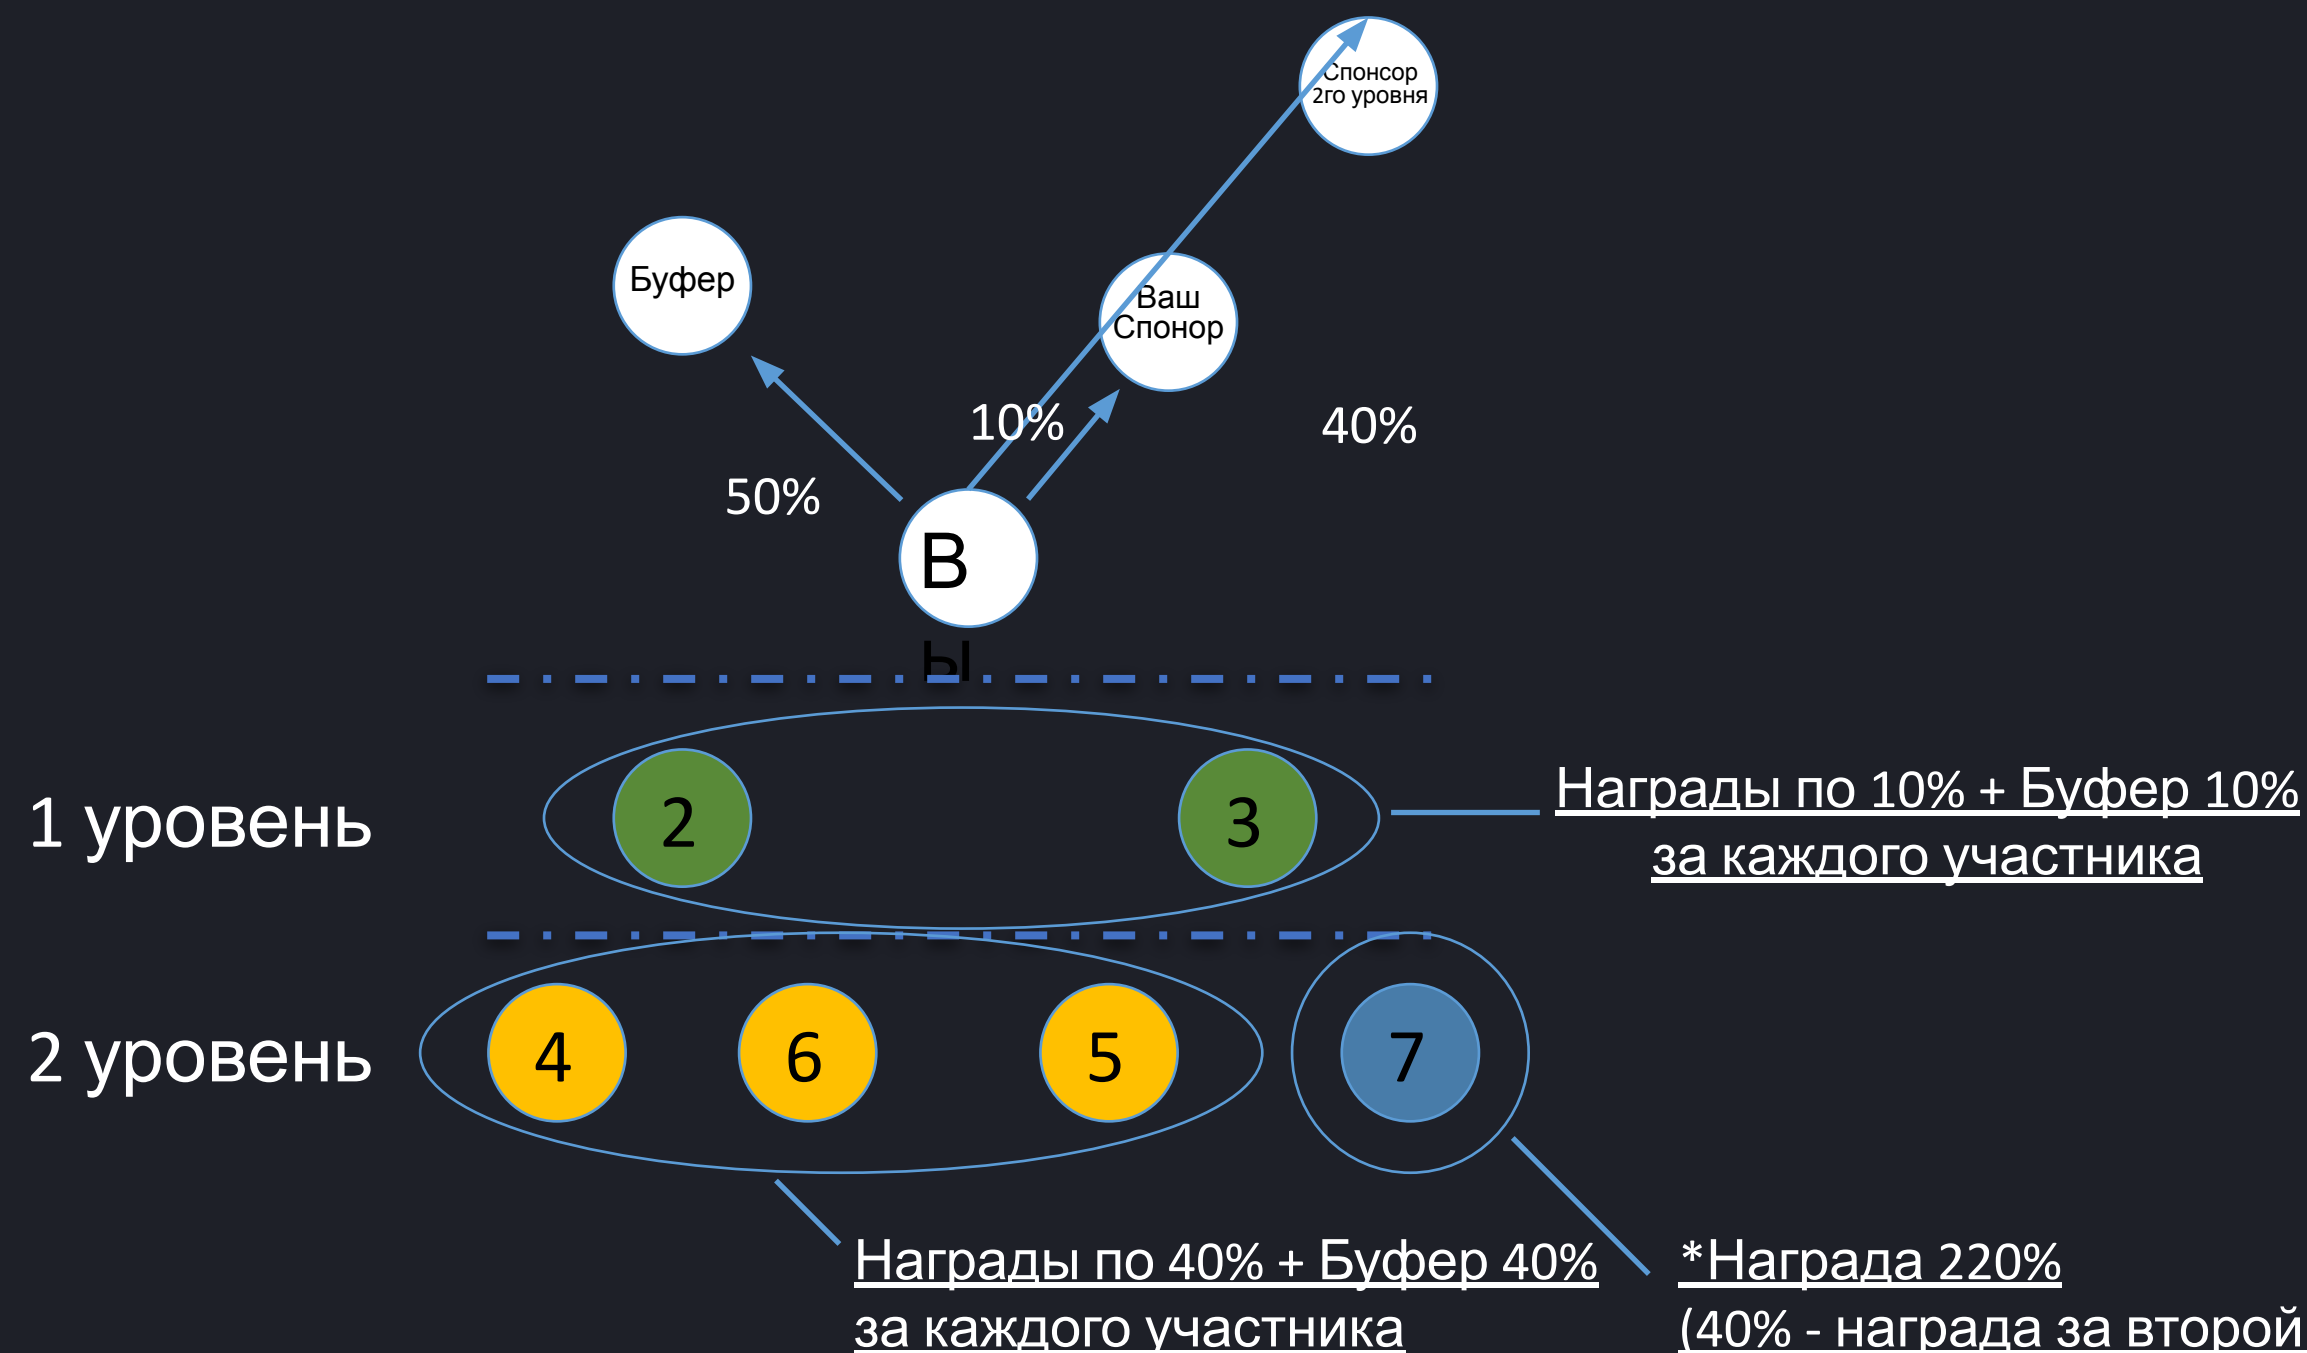 Спонсор
2го уровня
Буфер
Ваш
Спонор
10%
40%
50%
В
ы
1 уровень
2
3
Награды по 10% + Буфер 10%
за каждого участника
2 уровень
4
6
5
7
Награды по 40% + Буфер 40%
за каждого участника
*Награда 220%
(40% - награда за второй